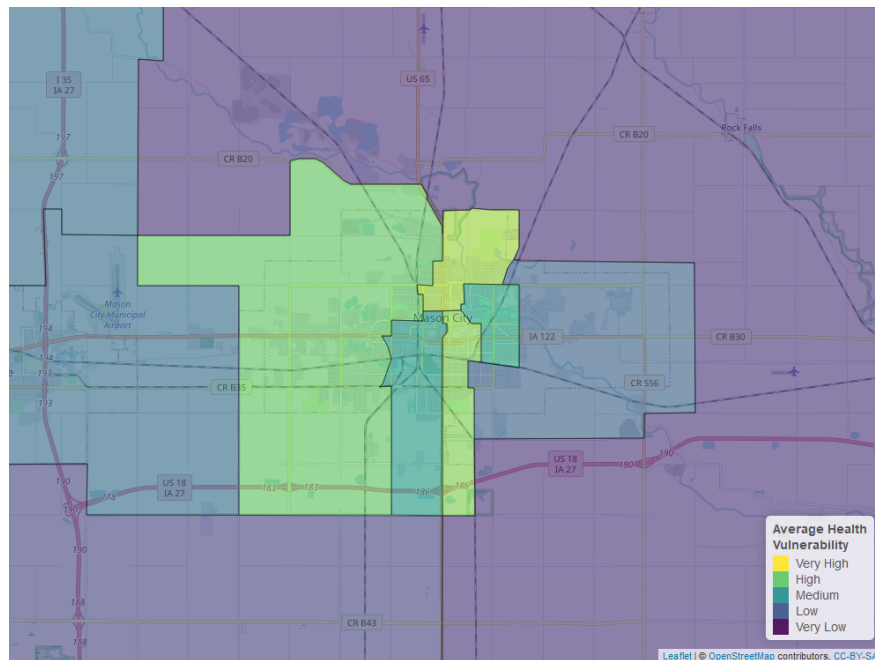 I 35
IA 27
US 65
197
CR B20
CR B20
Rock Falls
197
Mason
City Municipal
Airport
Mason City
194
IA 122
CR B30
194
193
CR B35
CR S56
193
190
US 18
IA 27
178
183
183
186
186
US 18
IA 27
190
190
190
190
188
188
CR B43
Average Health
Vulnerability
Very High
High
Medium
Low
Very Low
Leaflet | © OpenStreetMap contributors, CC-BY-SA